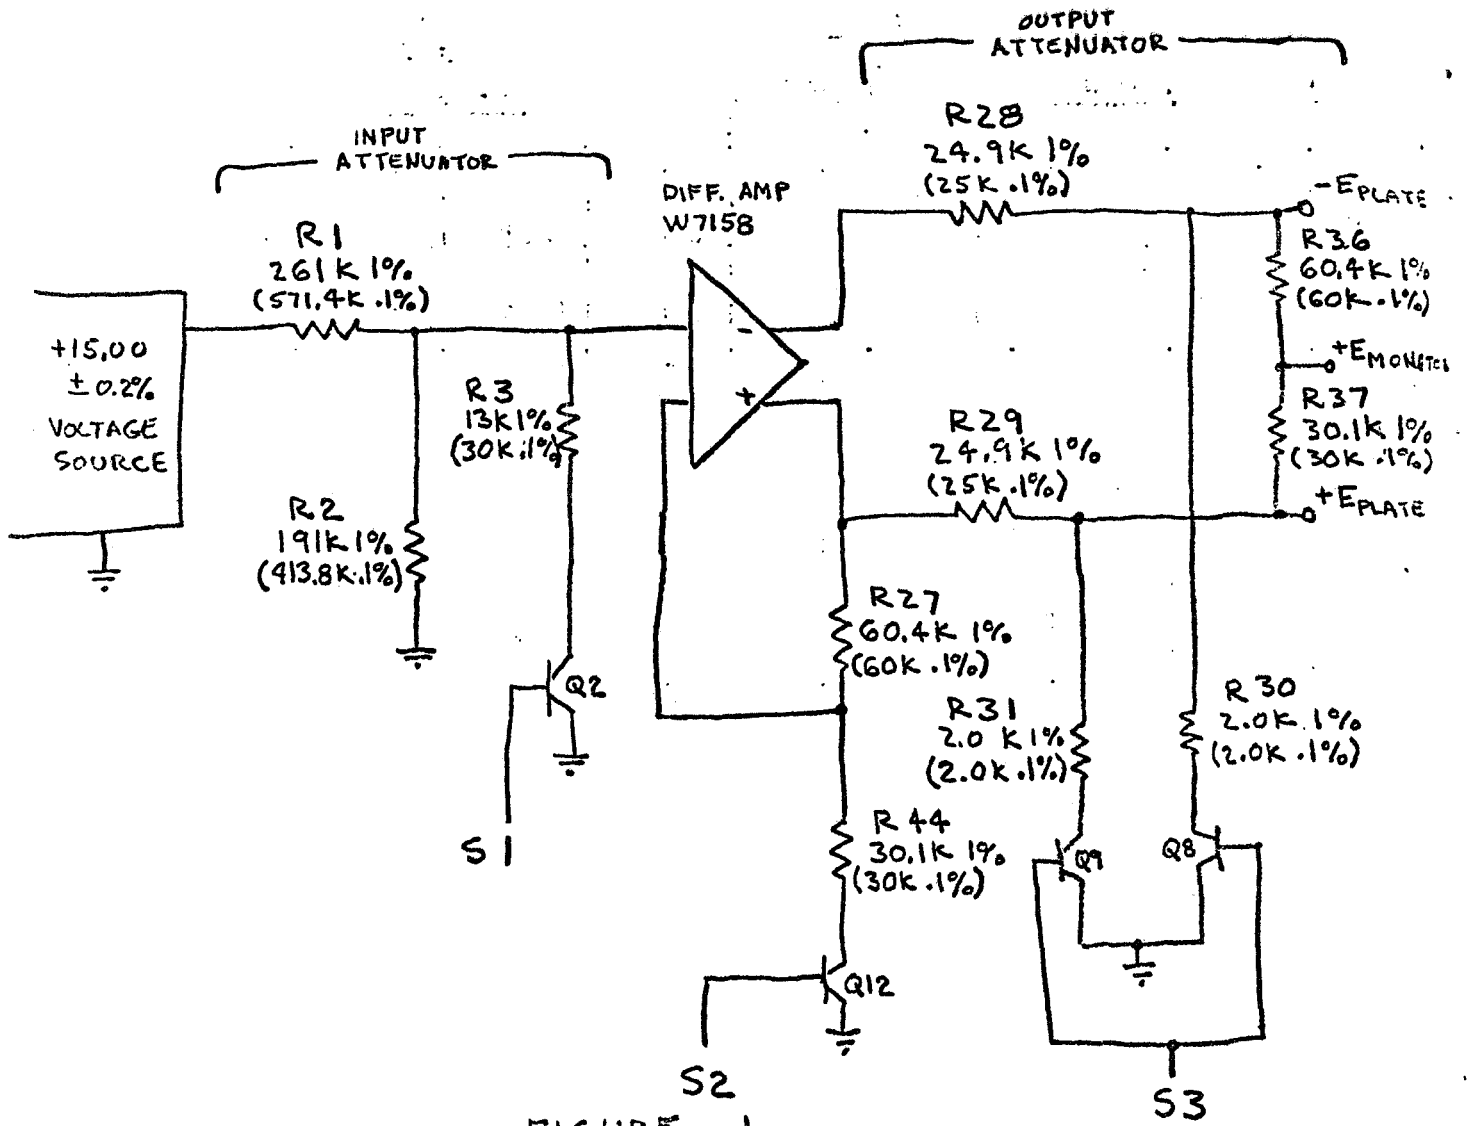 OUTPUT
ATTENUATOR
INPUT
ATTENUATOR
R28
24.9K 1%
(25K .1%)
DIFF. AMP
W7158
-EPLATE
R36
60.4K 1%
(60K .1%)
R1
261K 1%
(571.4K .1%)
+15.00
± 0.2%
VOLTAGE
SOURCE
-
+
+EMONITOR
R3
13K 1%
(30K .1%)
R37
30.1K 1%
(30K .1%)
R29
24.9K 1%
(25K .1%)
+EPLATE
R2
191K 1%
(413.8K .1%)
R27
60.4K 1%
(60K .1%)
Q2
R31
2.0 K 1%
(2.0K .1%)
R30
2.0K 1%
(2.0K .1%)
S1
R44
30.1K 1%
(30K .1%)
Q9
Q8
Q12
S2
S3
FIGURE 1